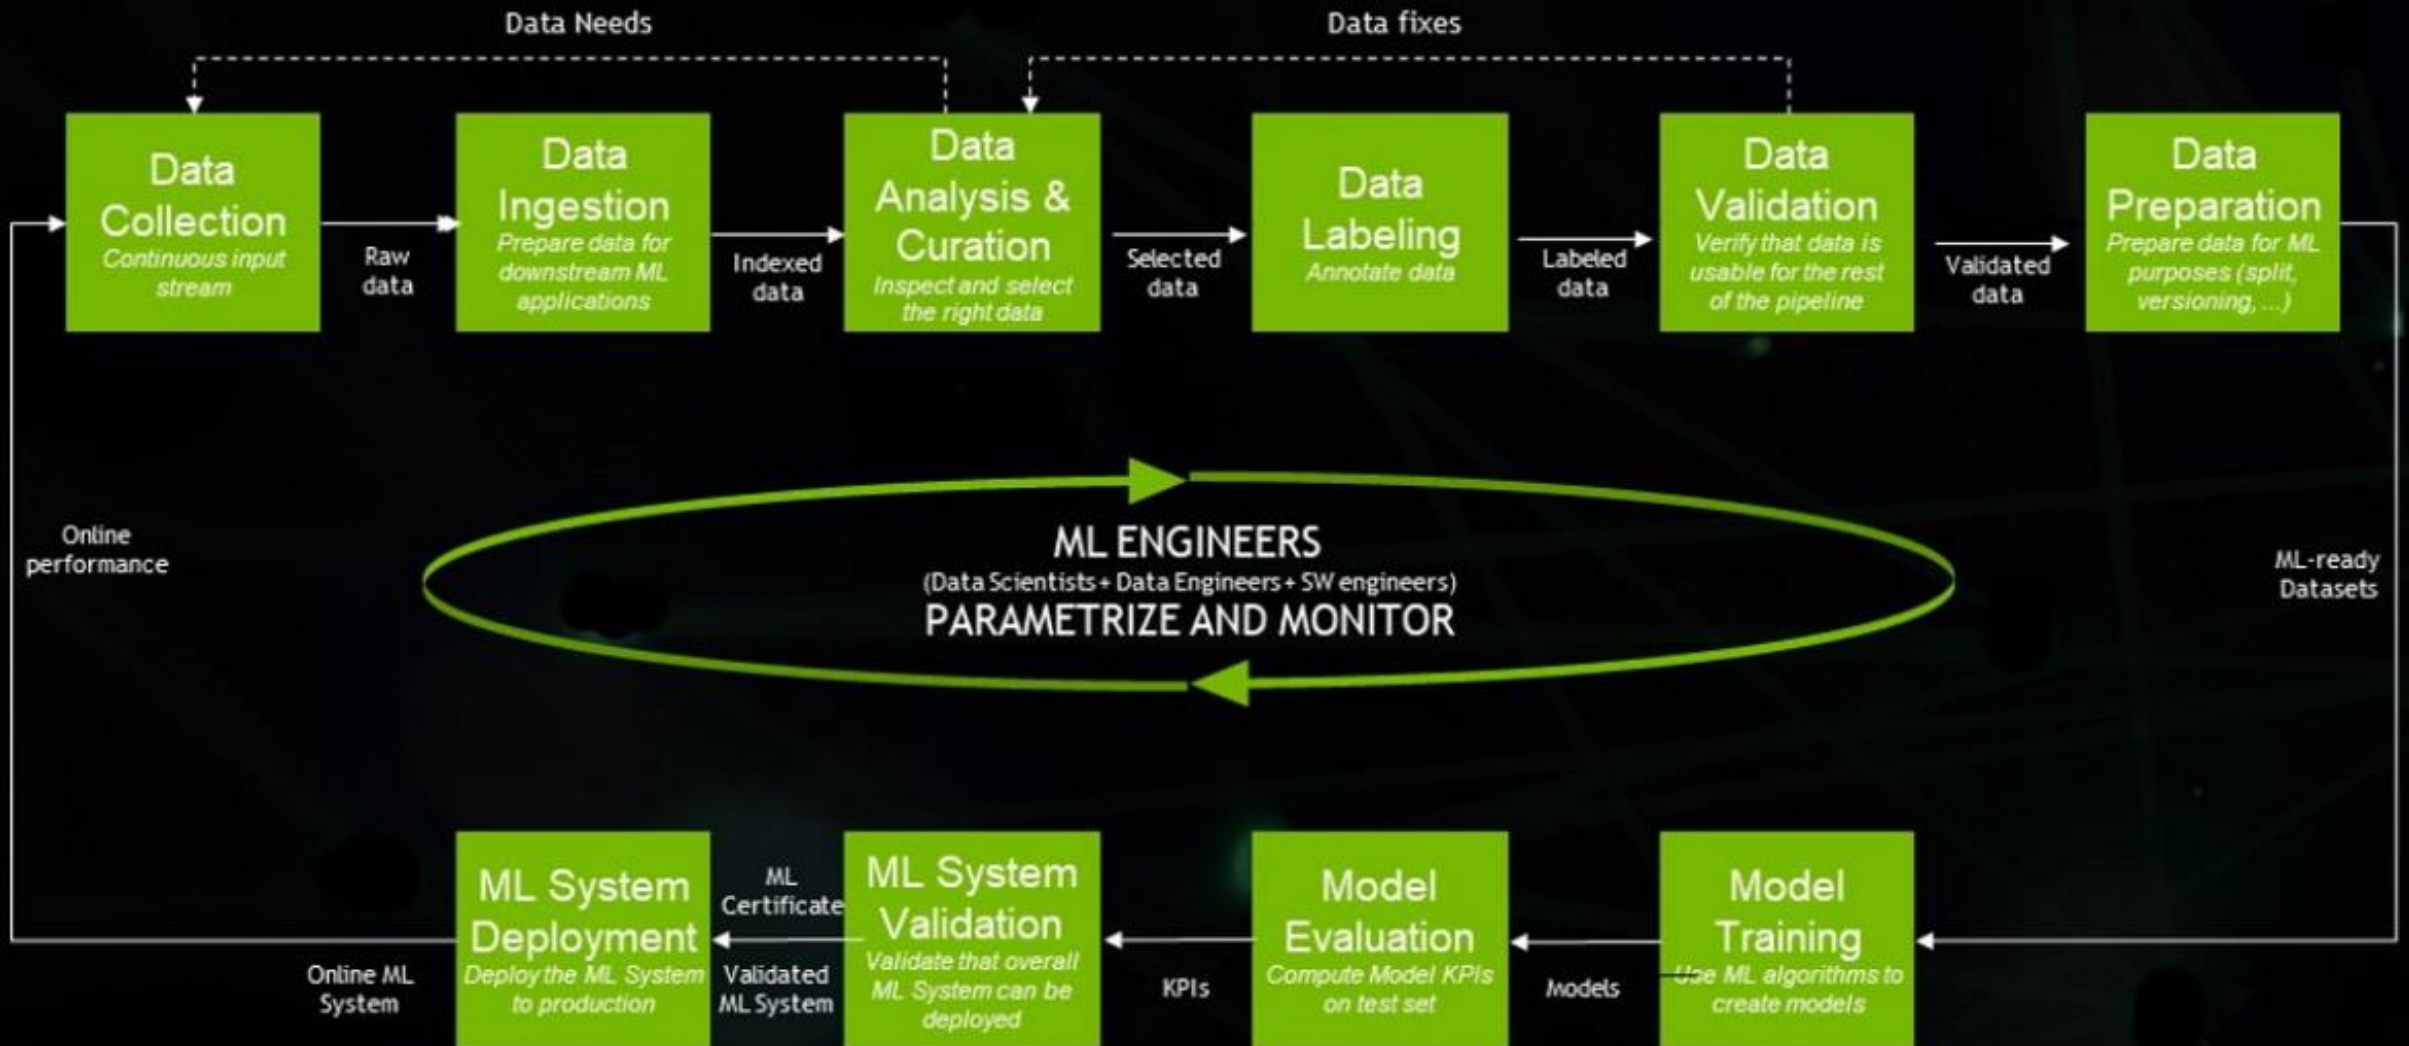 Data Needs
Data fixes
Data
Collection
Continuous input
stream
Raw
data
Data
Ingestion
Prepare data for
downstream ML
applications
Indexed
data
Data
Analysis &
Curation
Inspect and select
the right data
Selected
data
Data
Labeling
Annotate data
Labeled
data
Data
Validation
Verify that data is
usable for the rest
of the pipeline
Validated
data
Data
Preparation
Prepare data for ML
purposes (split,
versioning, ...)
Online
performance
ML ENGINEERS
(Data Scientists + Data Engineers + SW engineers)
PARAMETRIZE AND MONITOR
ML-ready
Datasets
Online ML
System
ML System
Deployment
Deploy the ML System
to production
ML
Certificate
Validated
ML System
ML System
Validation
Validate that overall
ML System can be
deployed
KPIs
Model
Evaluation
Compute Model KPIs
on test set
Models
Model
Training
Use ML algorithms to
create models